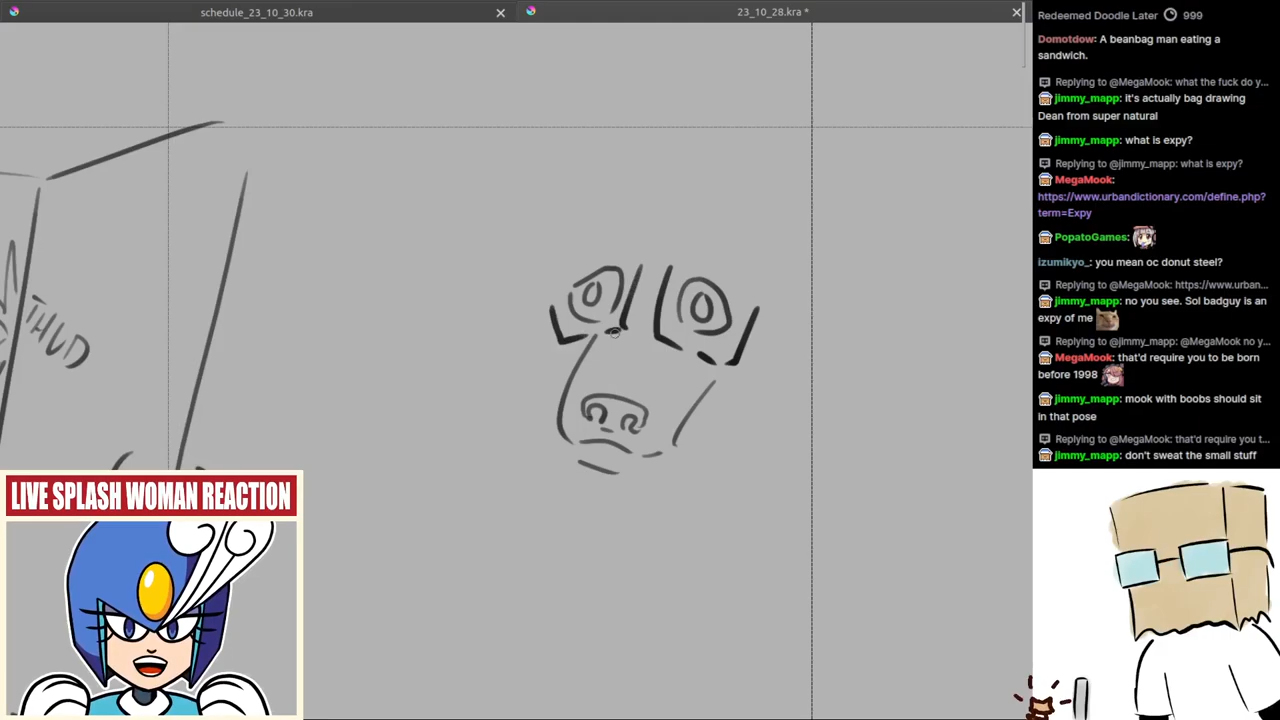 schedule_23_10_30.kra
23_10_28.kra *
THUD
LIVE SPLASH WOMAN REACTION
Redeemed Doodle Later 999
Domotdow: A beanbag man eating a
sandwich.
Replying to @MegaMook: what the fuck do y...
jimmy_mapp: it's actually bag drawing
Dean from super natural
jimmy_mapp: what is expy?
Replying to @jimmy_mapp: what is expy?
MegaMook:
https://www.urbandictionary.com/define.php?
term=Expy
PopatoGames:
izumikyo_: you mean oc donut steel?
Replying to @MegaMook: https://www.urban...
jimmy_mapp: no you see. Sol badguy is an
expy of me
Replying to @jimmy_mapp: @MegaMook no y...
MegaMook: that'd require you to be born
before 1998
jimmy_mapp: mook with boobs should sit
in that pose
Replying to @MegaMook: that'd require you t...
jimmy_mapp: don't sweat the small stuff